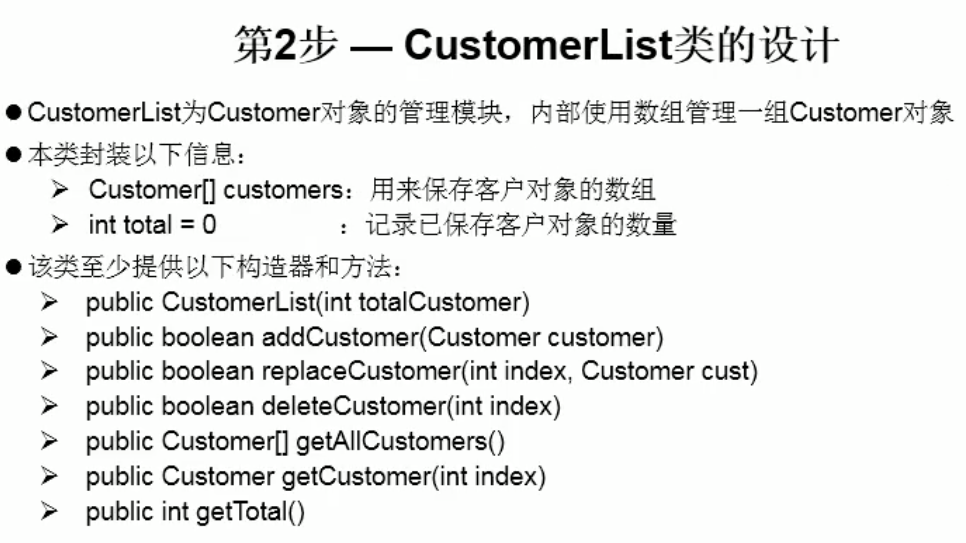 第2步 — CustomerList类的设计
●CustomerList为Customer对象的管理模块，内部使用数组管理一组Customer对象
●本类封装以下信息：
➢ Customer[] customers：用来保存客户对象的数组
➢ int total = 0 ：记录已保存客户对象的数量
●该类至少提供以下构造器和方法：
➢ public CustomerList(int totalCustomer)
➢ public boolean addCustomer(Customer customer)
➢ public boolean replaceCustomer(int index, Customer cust)
➢ public boolean deleteCustomer(int index)
➢ public Customer[] getAllCustomers()
➢ public Customer getCustomer(int index)
➢ public int getTotal()